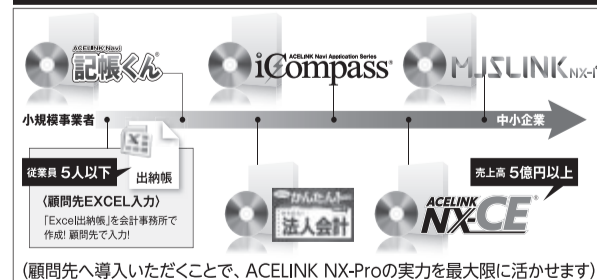 ACELINK Navi
記帳くん®
ACELINK Navi Application Series
iCompass®
MJSLINK NX-I
小規模事業者
中小企業
従業員 5人以下
出納帳
〈顧問先EXCEL入力〉
「Excel出納帳」を会計事務所で
作成! 顧問先で入力!
かんたん!
法人会計
売上高 5億円以上
ACELINK
NX-CE®
(顧問先へ導入いただくことで、ACELINK NX-Proの実力を最大限に活かせます)